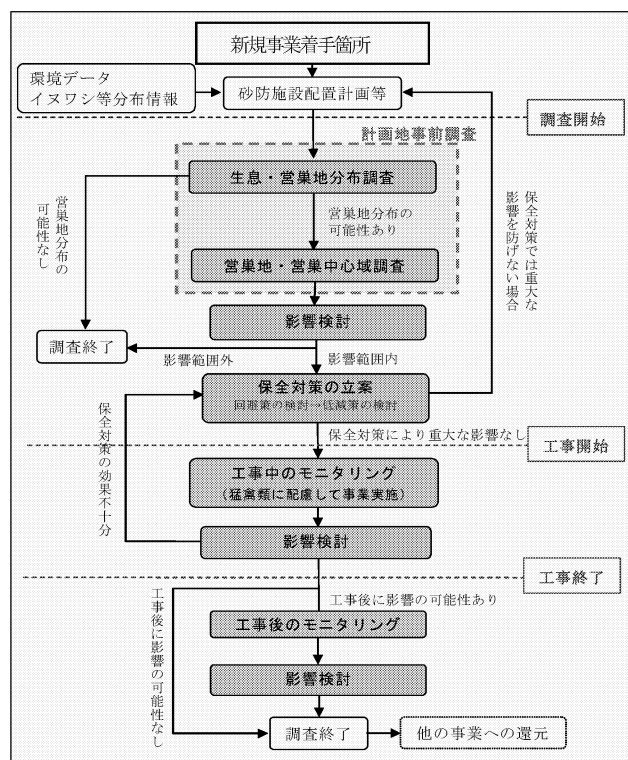 新規事業着手箇所
環境データ
イヌワシ等分布情報
砂防施設配置計画等
調査開始
計画地事前調査
生息・営巣地分布調査
営巣地分布の
可能性なし
営巣地分布の
可能性あり
保全対策では重大な
影響を防げない場合
営巣地・営巣中心域調査
影響検討
調査終了
影響範囲外
影響範囲内
保全対策の立案
回避策の検討→低減策の検討
保全対策により重大な影響なし
工事開始
保全対策の効果不十分
工事中のモニタリング
(猛禽類に配慮して事業実施)
影響検討
工事終了
工事後に影響の可能性あり
工事後に影響の可能性なし
工事後のモニタリング
影響検討
調査終了
他の事業への還元